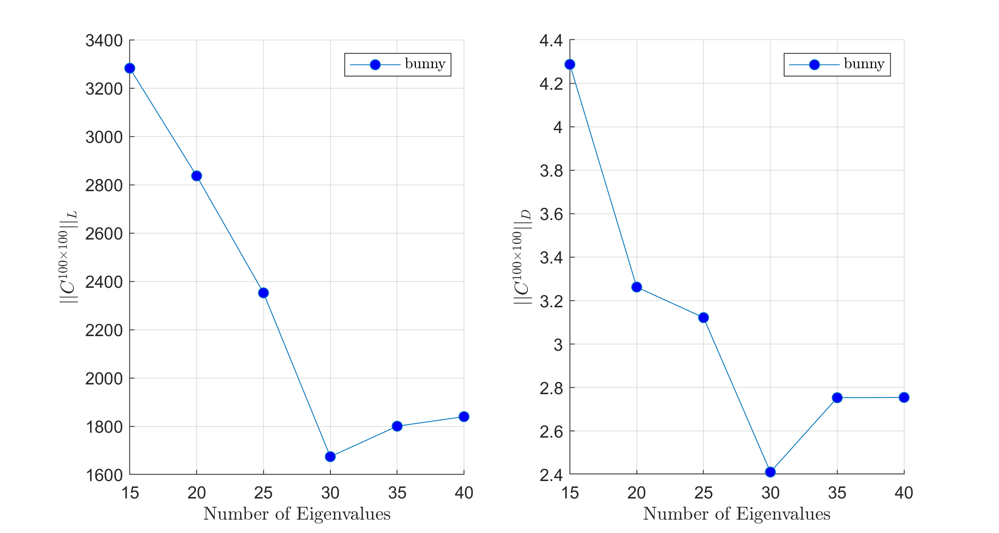 3400
3200
3000
2800
2600
2400
2200
2000
1800
1600
15 20 25 30 35 40
Number of Eigenvalues
||C^{100×100}||_L
bunny
4.4
4.2
4
3.8
3.6
3.4
3.2
3
2.8
2.6
2.4
15 20 25 30 35 40
Number of Eigenvalues
||C^{100×100}||_D
bunny